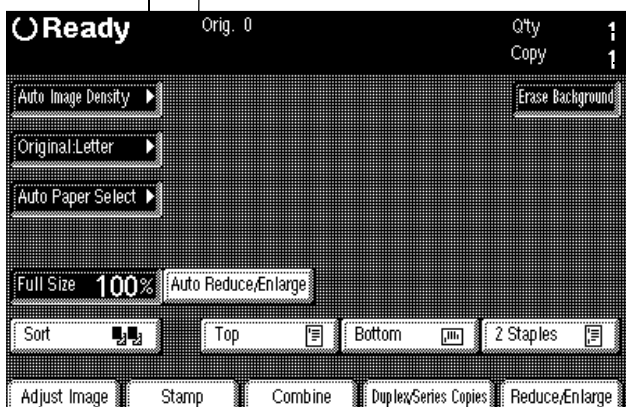 Ready Orig. 0 Q'ty 1
Copy 1
Auto Image Density Erase Background
Original:Letter
Auto Paper Select
Full Size 100% Auto Reduce/Enlarge
Sort Top Bottom 2 Staples
Adjust Image Stamp Combine Duplex/Series Copies Reduce/Enlarge